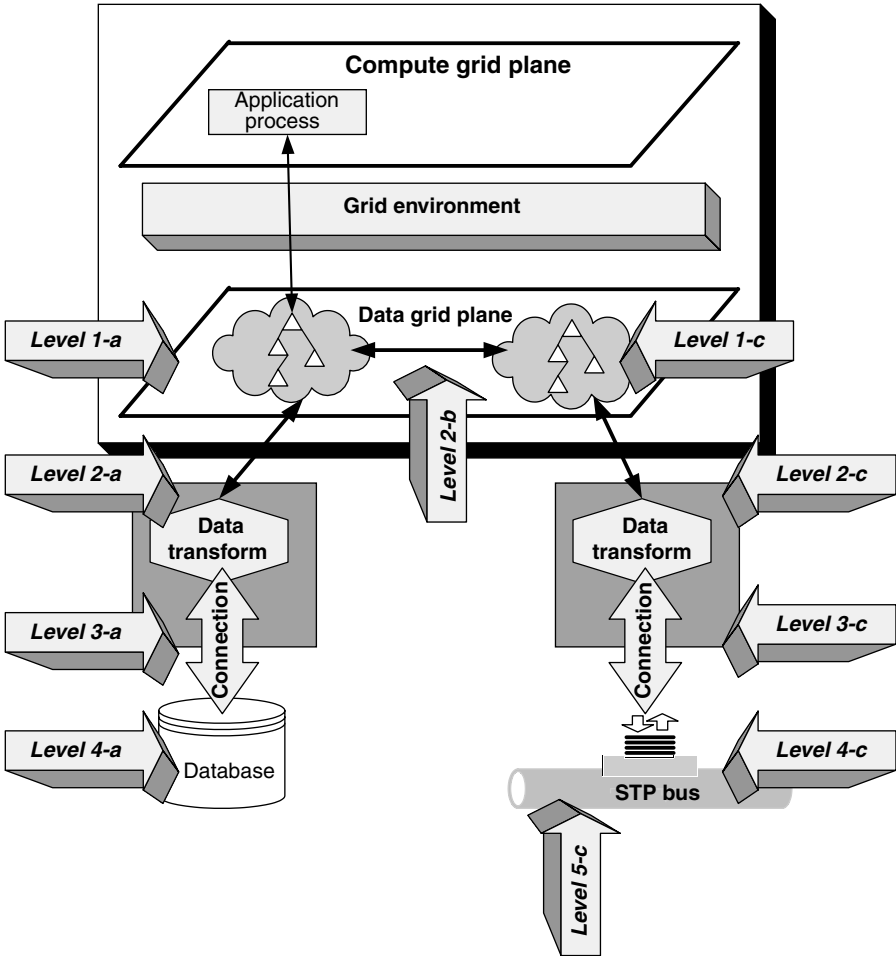 Compute grid plane
Application
process
Grid environment
Data grid plane
Level 1-a
Level 1-c
Level 2-b
Level 2-a
Level 2-c
Data
transform
Data
transform
Connection
Connection
Level 3-a
Level 3-c
Level 4-a
Level 4-c
Database
STP bus
Level 5-c